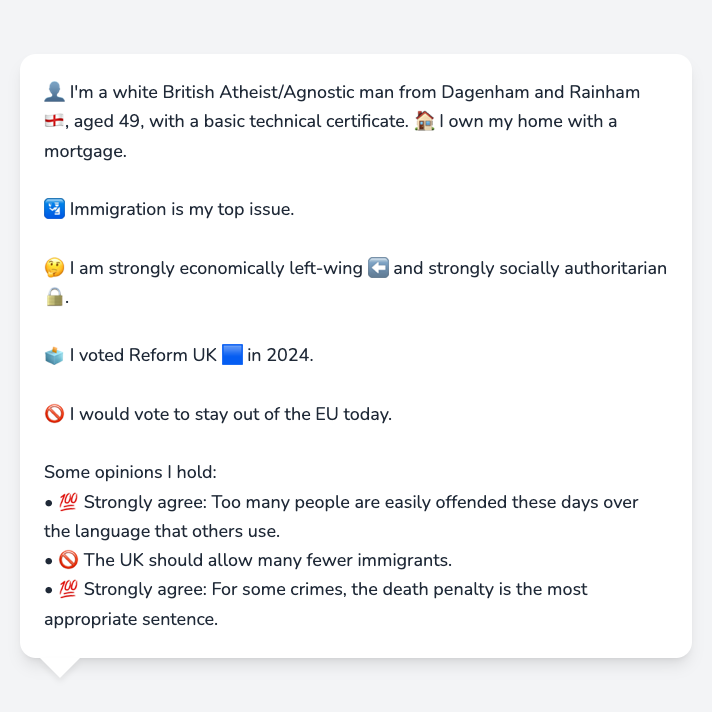 👤 I'm a white British Atheist/Agnostic man from Dagenham and Rainham
🏴󠁧󠁢󠁥󠁮󠁧󠁿, aged 49, with a basic technical certificate. 🏠 I own my home with a
mortgage.
🛂 Immigration is my top issue.
🤔 I am strongly economically left-wing ⬅️ and strongly socially authoritarian
🔒.
🗳️ I voted Reform UK 🟦 in 2024.
🚫 I would vote to stay out of the EU today.
Some opinions I hold:
• 💯 Strongly agree: Too many people are easily offended these days over
the language that others use.
• 🚫 The UK should allow many fewer immigrants.
• 💯 Strongly agree: For some crimes, the death penalty is the most
appropriate sentence.